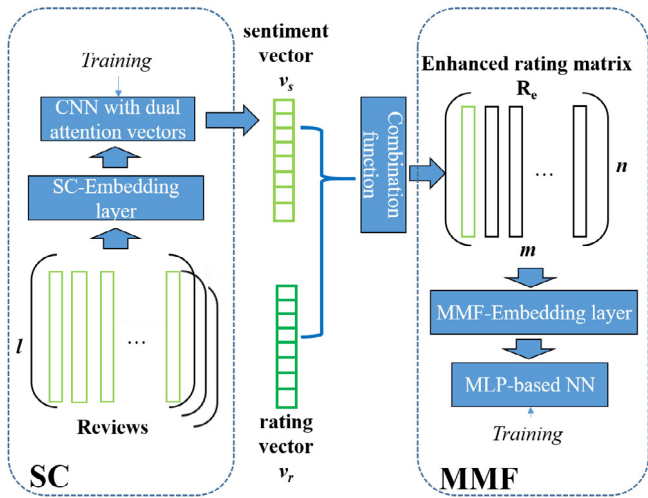 Training
CNN with dual
attention vectors
SC-Embedding
layer
l
...
Reviews
SC
sentiment
vector
v_s
rating
vector
v_r
Combination
function
Enhanced rating matrix
R_e
...
n
m
MMF-Embedding layer
MLP-based NN
Training
MMF